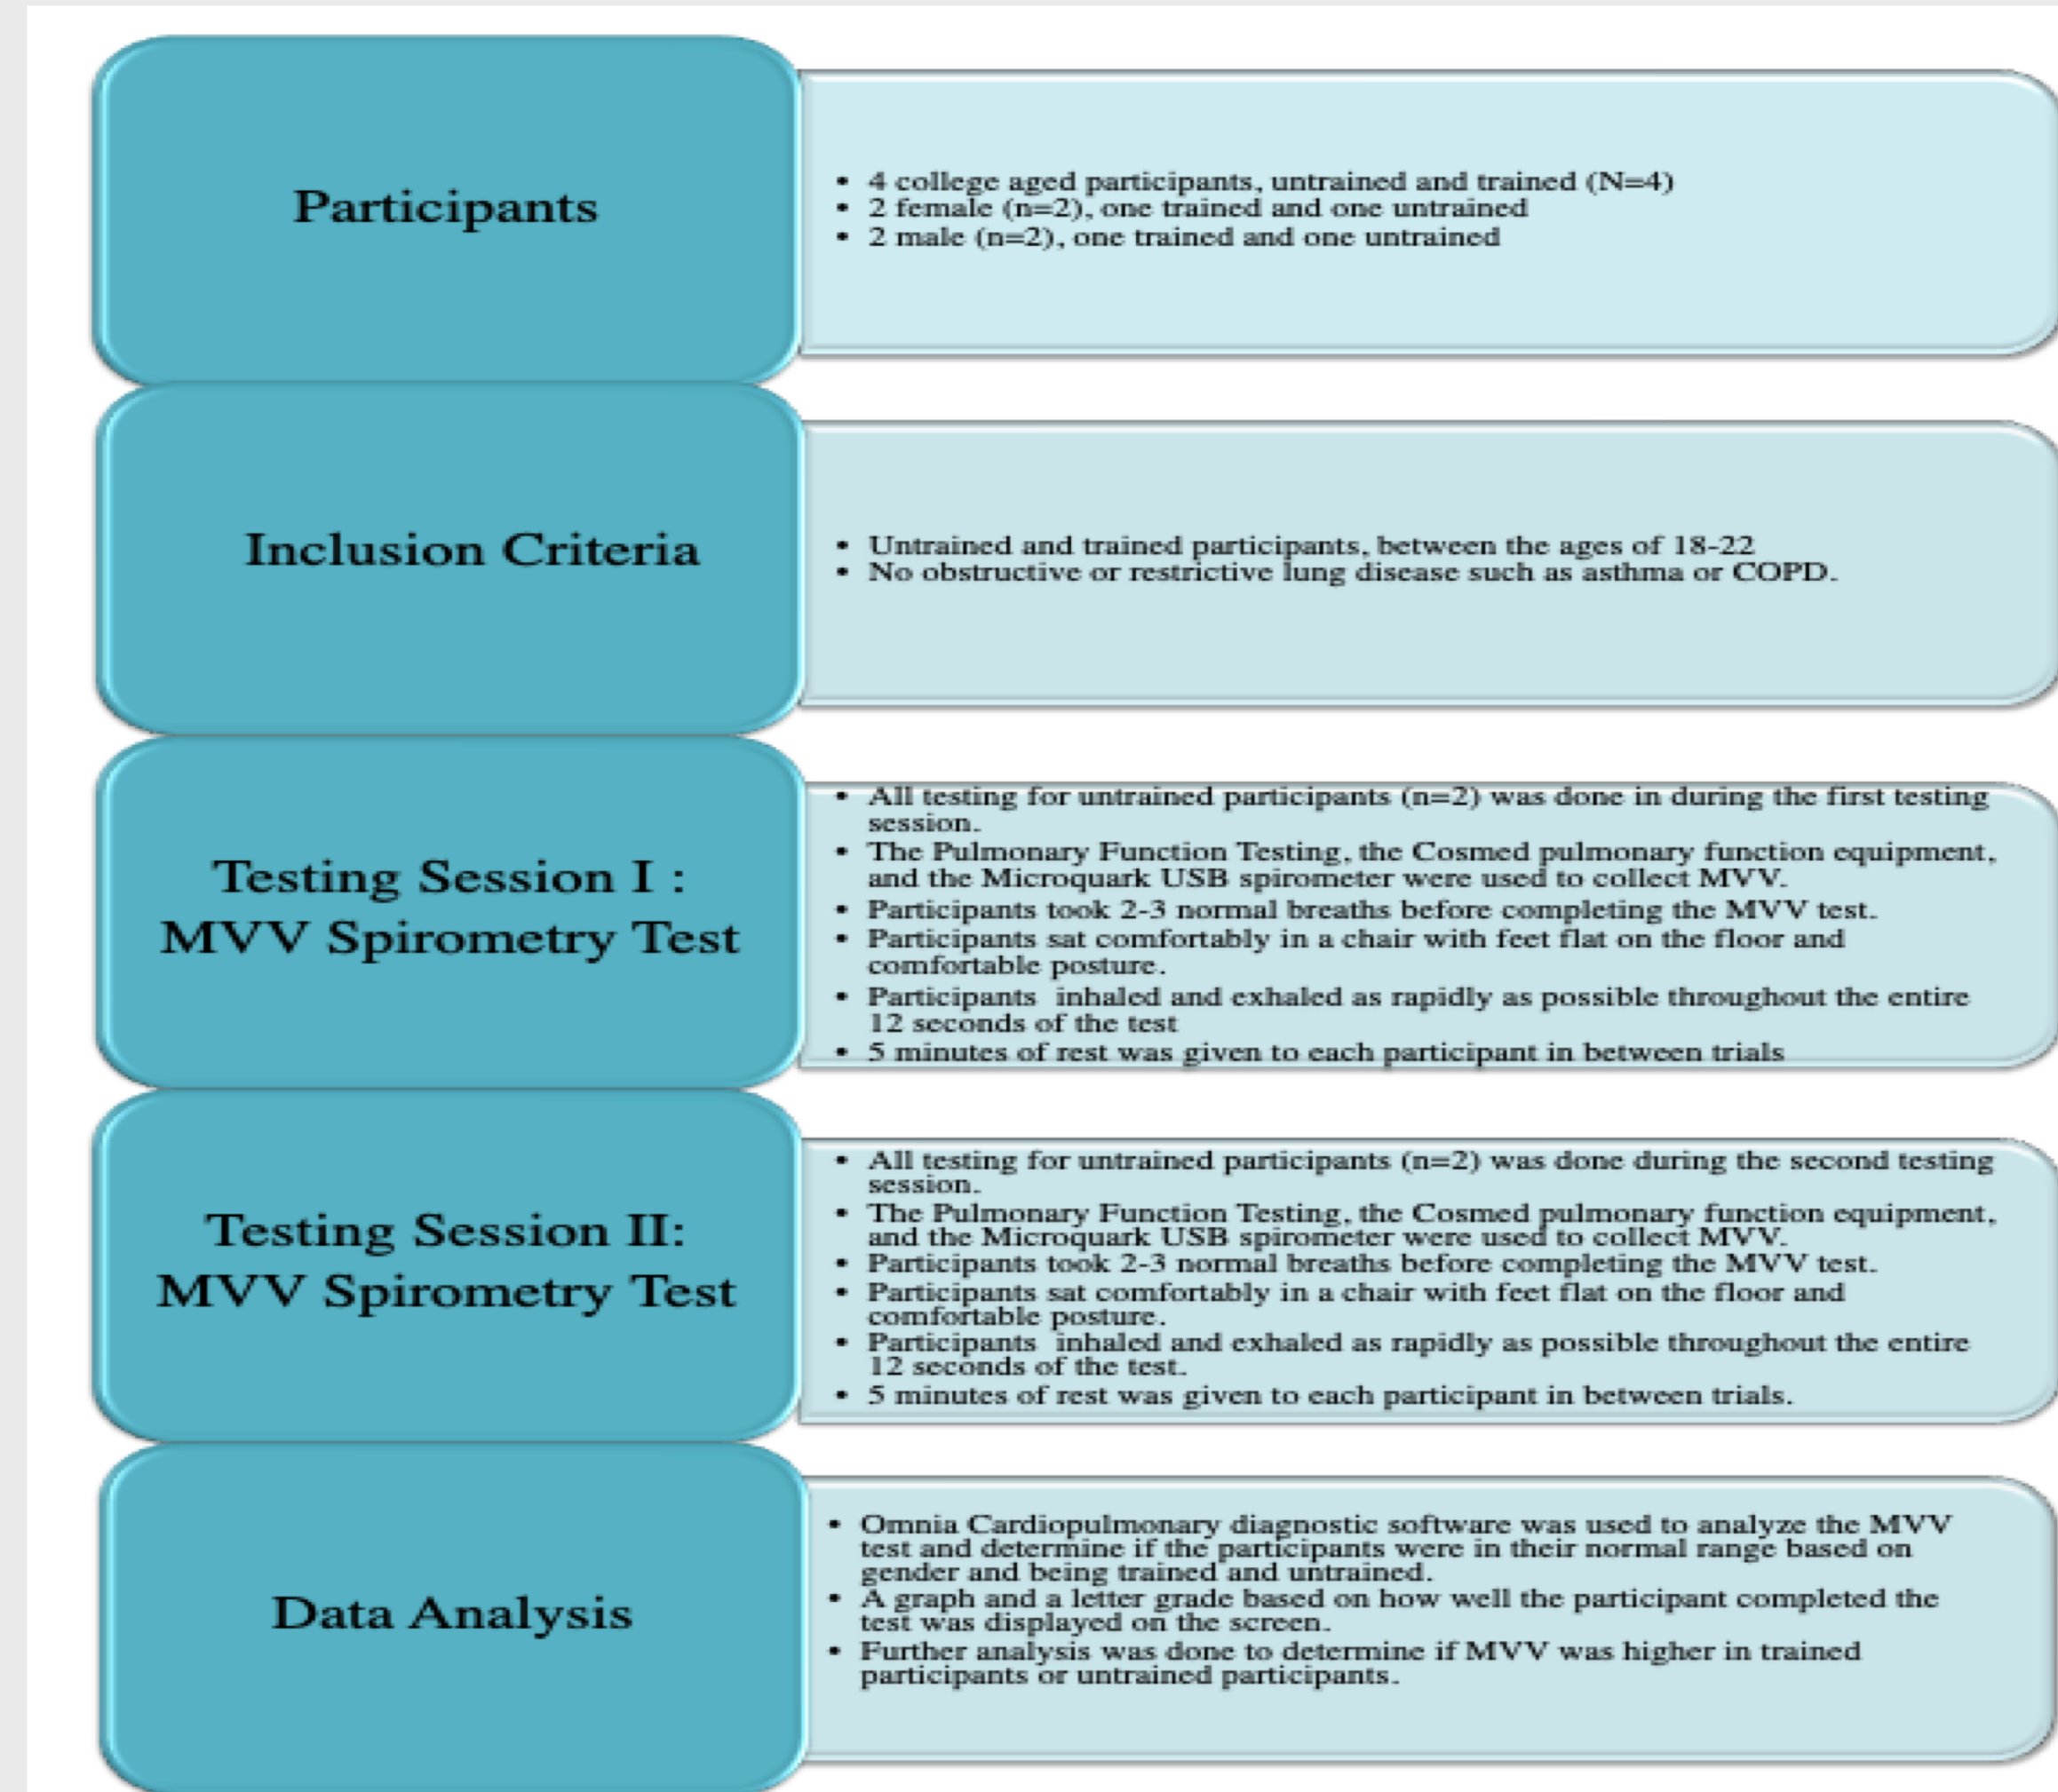 Participants
• 4 college aged participants, untrained and trained (N=4)
• 2 female (n=2), one trained and one untrained
• 2 male (n=2), one trained and one untrained
Inclusion Criteria
• Untrained and trained participants, between the ages of 18-22
• No obstructive or restrictive lung disease such as asthma or COPD.
Testing Session I :
MVV Spirometry Test
• All testing for untrained participants (n=2) was done in during the first testing
session.
• The Pulmonary Function Testing, the Cosmed pulmonary function equipment,
and the Microquark USB spirometer were used to collect MVV.
• Participants took 2-3 normal breaths before completing the MVV test.
• Participants sat comfortably in a chair with feet flat on the floor and
comfortable posture.
• Participants  inhaled and exhaled as rapidly as possible throughout the entire
12 seconds of the test
• 5 minutes of rest was given to each participant in between trials
Testing Session II:
MVV Spirometry Test
• All testing for untrained participants (n=2) was done during the second testing
session.
• The Pulmonary Function Testing, the Cosmed pulmonary function equipment,
and the Microquark USB spirometer were used to collect MVV.
• Participants took 2-3 normal breaths before completing the MVV test.
• Participants sat comfortably in a chair with feet flat on the floor and
comfortable posture.
• Participants  inhaled and exhaled as rapidly as possible throughout the entire
12 seconds of the test.
• 5 minutes of rest was given to each participant in between trials.
Data Analysis
• Omnia Cardiopulmonary diagnostic software was used to analyze the MVV
test and determine if the participants were in their normal range based on
gender and being trained and untrained.
• A graph and a letter grade based on how well the participant completed the
test was displayed on the screen.
• Further analysis was done to determine if MVV was higher in trained
participants or untrained participants.